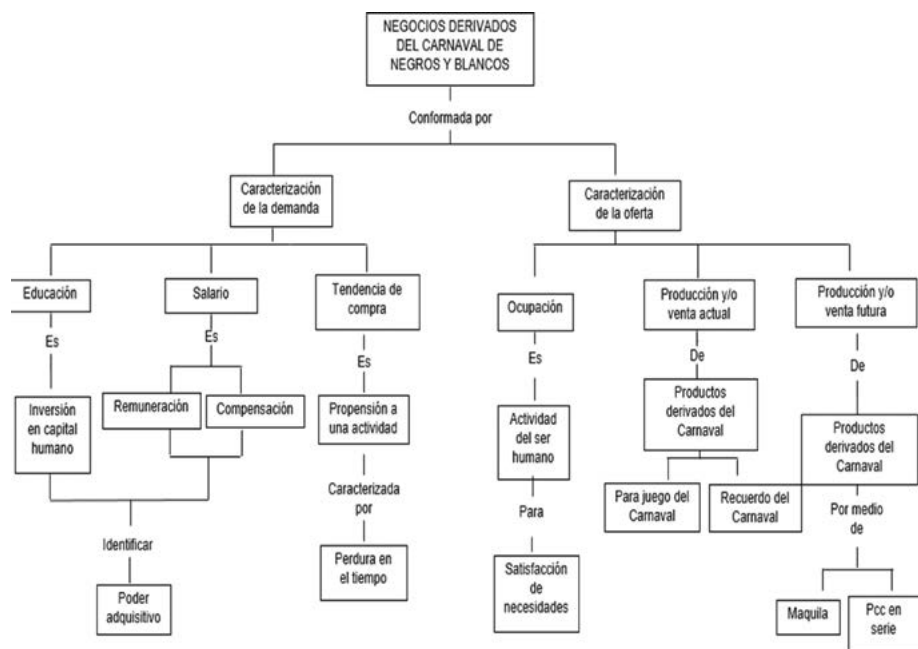 NEGOCIOS DERIVADOS
DEL CARNAVAL DE
NEGROS Y BLANCOS
Conformada por
Caracterización
de la demanda
Caracterización
de la oferta
Educación
Salario
Tendencia de
compra
Ocupación
Producción y/o
venta actual
Producción y/o
venta futura
Es
Es
Es
Es
De
De
Inversión
en capital
humano
Remuneración
Compensación
Propensión a
una actividad
Actividad
del ser
humano
Productos
derivados del
Carnaval
Productos
derivados del
Carnaval
Caracterizada
por
Para
Para juego del
Carnaval
Recuerdo del
Carnaval
Por medio
de
Identificar
Perdura en
el tiempo
Satisfacción
de
necesidades
Poder
adquisitivo
Maquila
Pcc en
serie